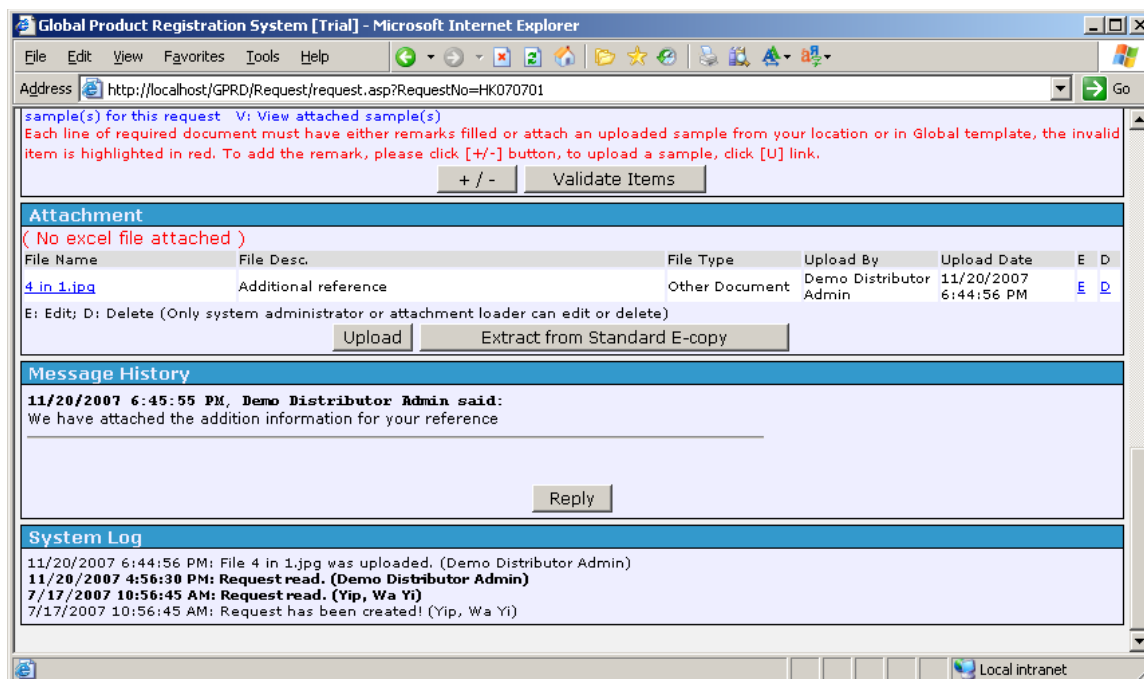 Global Product Registration System [Trial] - Microsoft Internet Explorer
File Edit View Favorites Tools Help
Address http://localhost/GPRD/Request/request.asp?RequestNo=HK070701 Go
sample(s) for this request V: View attached sample(s)
Each line of required document must have either remarks filled or attach an uploaded sample from your location or in Global template, the invalid
item is highlighted in red. To add the remark, please click [+/-] button, to upload a sample, click [U] link.
+ / - Validate Items
Attachment
( No excel file attached )
File Name File Desc. File Type Upload By Upload Date E D
4 in 1.jpg Additional reference Other Document Demo Distributor Admin 11/20/2007 6:44:56 PM E D
E: Edit; D: Delete (Only system administrator or attachment loader can edit or delete)
Upload Extract from Standard E-copy
Message History
11/20/2007 6:45:55 PM, Demo Distributor Admin said:
We have attached the addition information for your reference
Reply
System Log
11/20/2007 6:44:56 PM: File 4 in 1.jpg was uploaded. (Demo Distributor Admin)
11/20/2007 4:56:30 PM: Request read. (Demo Distributor Admin)
7/17/2007 10:56:45 AM: Request read. (Yip, Wa Yi)
7/17/2007 10:56:45 AM: Request has been created! (Yip, Wa Yi)
Local intranet